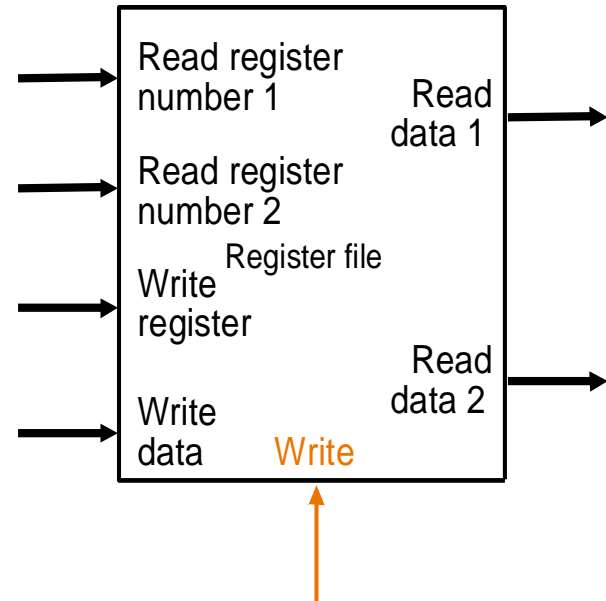 Read register
number 1
Read
data 1
Read register
number 2
Register file
Write
register
Read
data 2
Write
data
Write